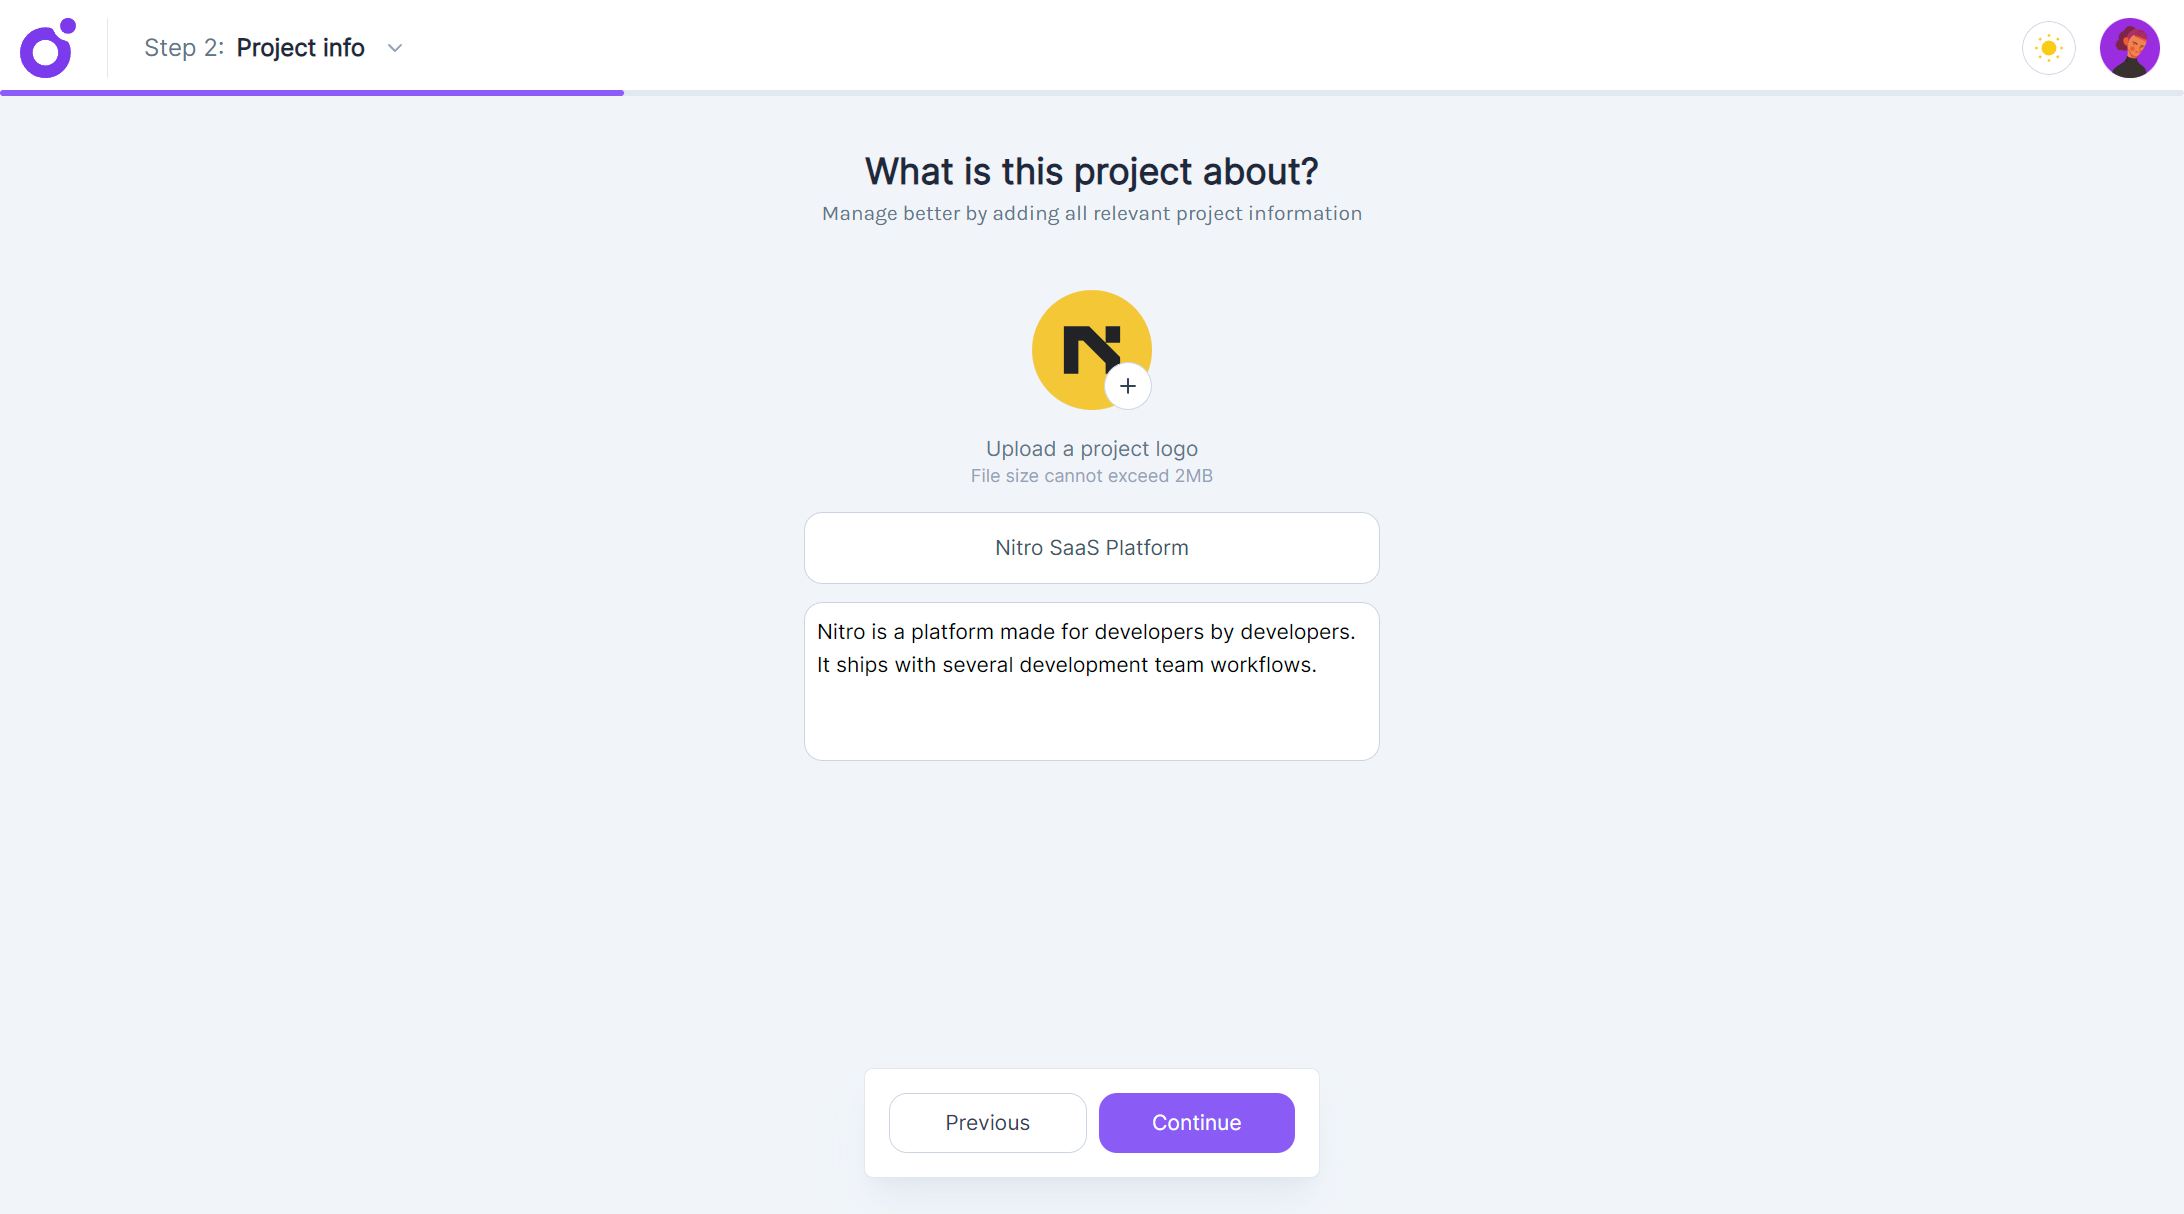 Step 2: Project info
What is this project about?
Manage better by adding all relevant project information
Upload a project logo
File size cannot exceed 2MB
Nitro SaaS Platform
Nitro is a platform made for developers by developers.
It ships with several development team workflows.
Previous
Continue